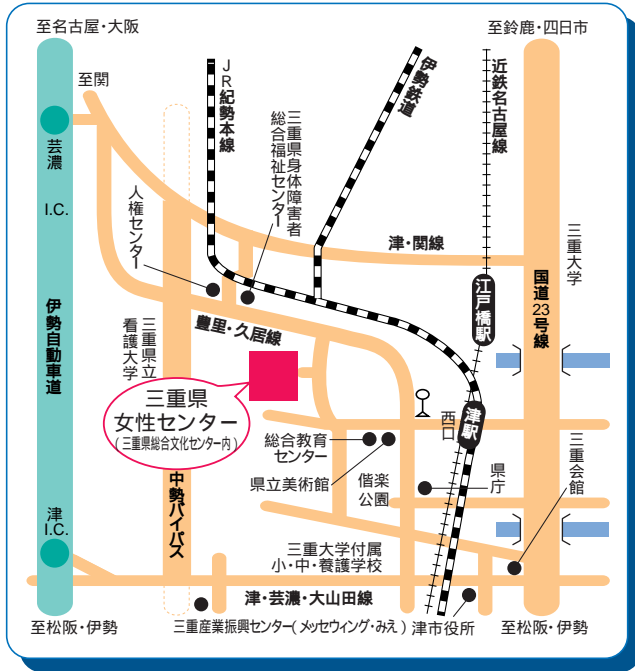 至名古屋・大阪
至鈴鹿・四日市
至関
JR紀勢本線
伊勢鉄道
近鉄名古屋線
三重県身体障害者
総合福祉センター
芸濃
I.C.
人権センター
津・関線
三重大学
国道23号線
江戸橋駅
伊勢自動車道
三重県立
看護大学
豊里・久居線
三重県
女性センター
(三重県総合文化センター内)
津駅
西口
総合教育
センター
県立美術館
偕楽
公園
県庁
三重会館
中勢バイパス
津
I.C.
三重大学付属
小・中・養護学校
津・芸濃・大山田線
三重産業振興センター(メッセウィング・みえ)
津市役所
至松阪・伊勢
至松阪・伊勢